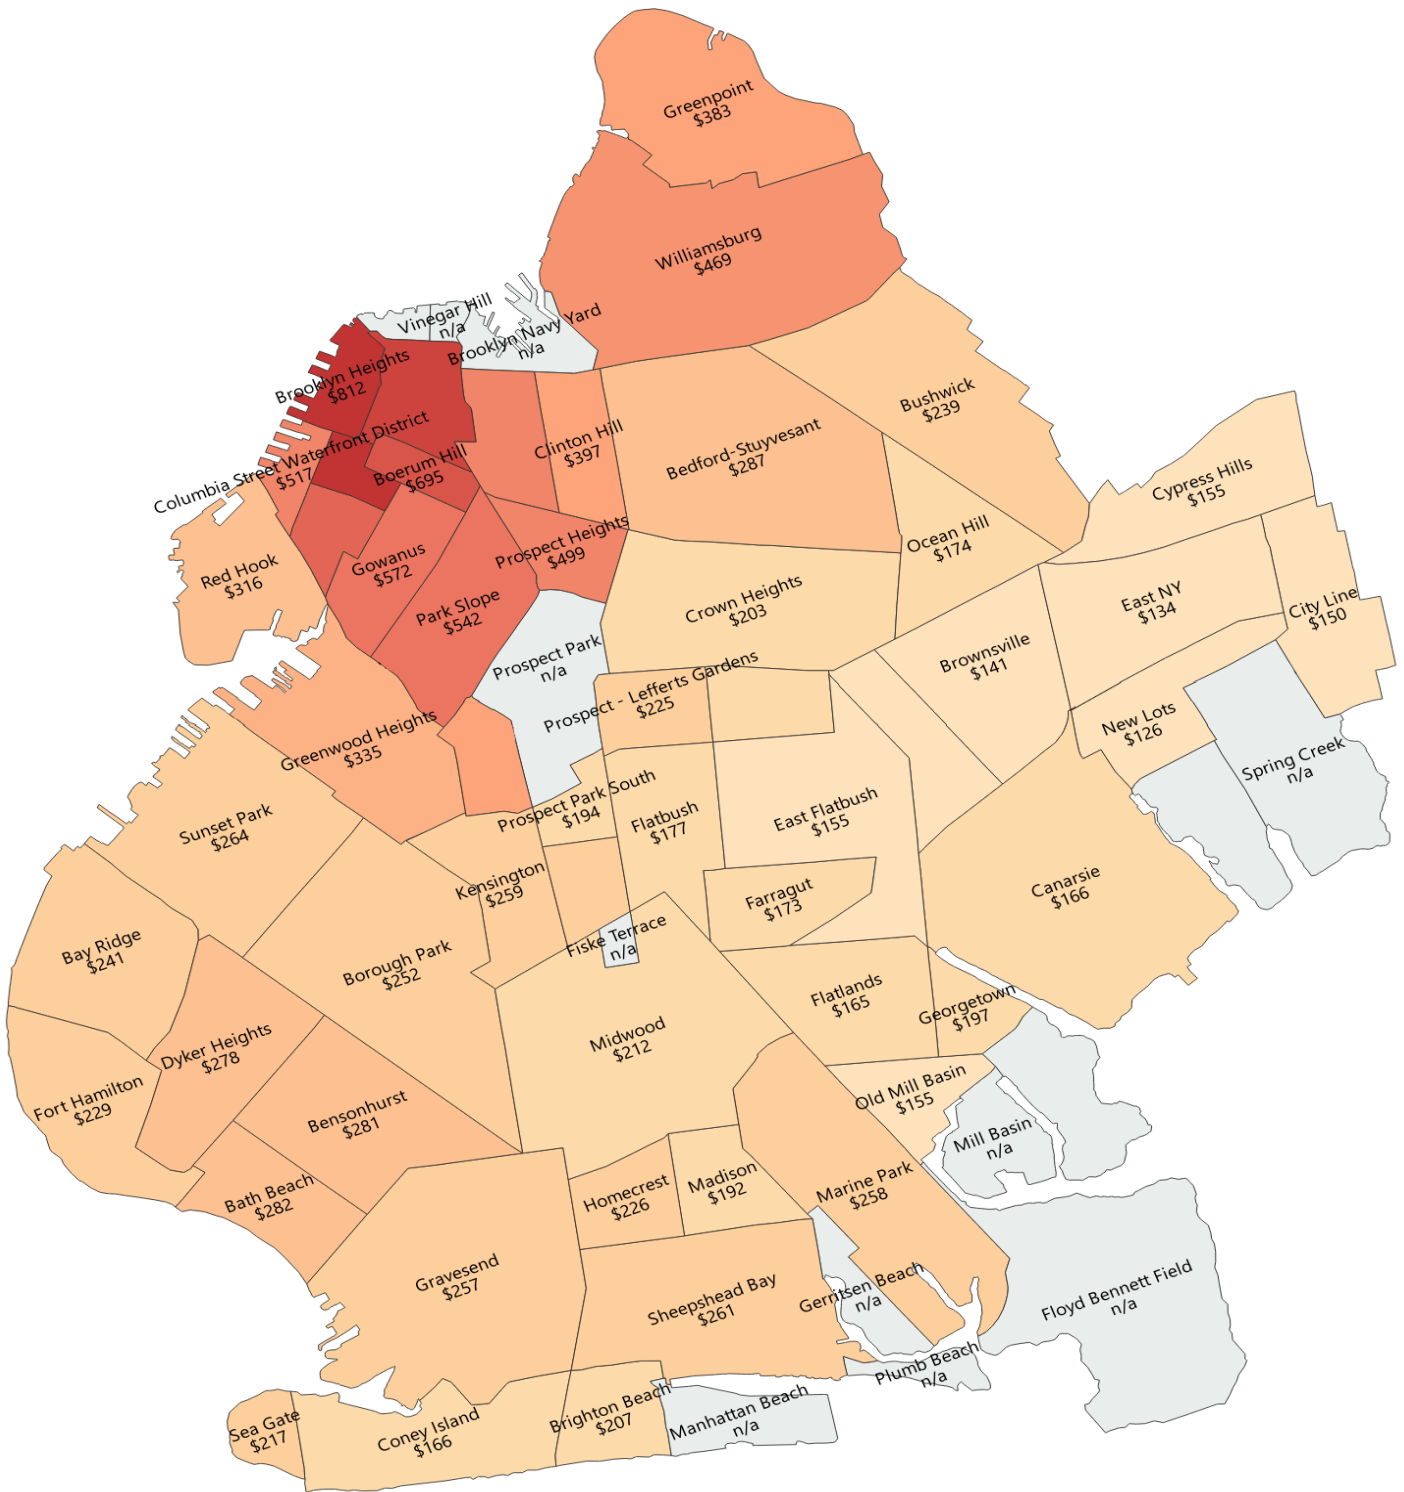 Greenpoint
$383
Williamsburg
$469
Vinegar Hill
n/a
Brooklyn Navy Yard
n/a
Brooklyn Heights
$812
Bushwick
$239
Columbia Street Waterfront District
$517
Boerum Hill
$695
Clinton Hill
$397
Bedford-Stuyvesant
$287
Cypress Hills
$155
Ocean Hill
$174
Prospect Heights
$499
Gowanus
$572
Red Hook
$316
Park Slope
$542
Crown Heights
$203
East NY
$134
City Line
$150
Brownsville
$141
Prospect Park
n/a
Prospect - Lefferts Gardens
$225
New Lots
$126
Greenwood Heights
$335
Spring Creek
n/a
Prospect Park South
$194
Sunset Park
$264
Flatbush
$177
East Flatbush
$155
Kensington
$259
Farragut
$173
Canarsie
$166
Bay Ridge
$241
Borough Park
$252
Fiske Terrace
n/a
Flatlands
$165
Georgetown
$197
Midwood
$212
Dyker Heights
$278
Fort Hamilton
$229
Bensonhurst
$281
Old Mill Basin
$155
Mill Basin
n/a
Bath Beach
$282
Homecrest
$226
Madison
$192
Marine Park
$258
Gravesend
$257
Sheepshead Bay
$261
Gerritsen Beach
n/a
Floyd Bennett Field
n/a
Plumb Beach
n/a
Sea Gate
$217
Coney Island
$166
Brighton Beach
$207
Manhattan Beach
n/a